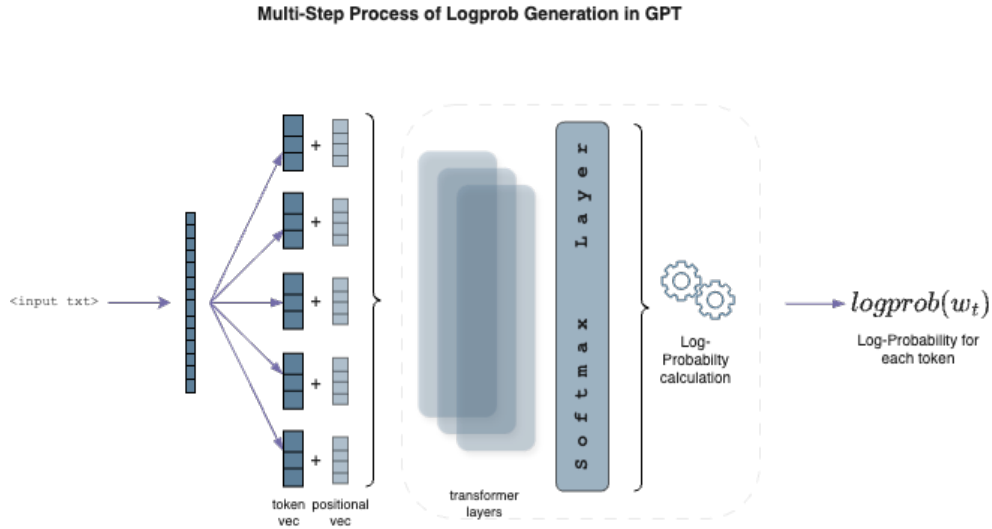 Multi-Step Process of Logprob Generation in GPT
<input txt>
+
+
+
+
+
token
vec
positional
vec
transformer
layers
Softmax Layer
Log-
Probabilty
calculation
logprob(w_t)
Log-Probability for
each token